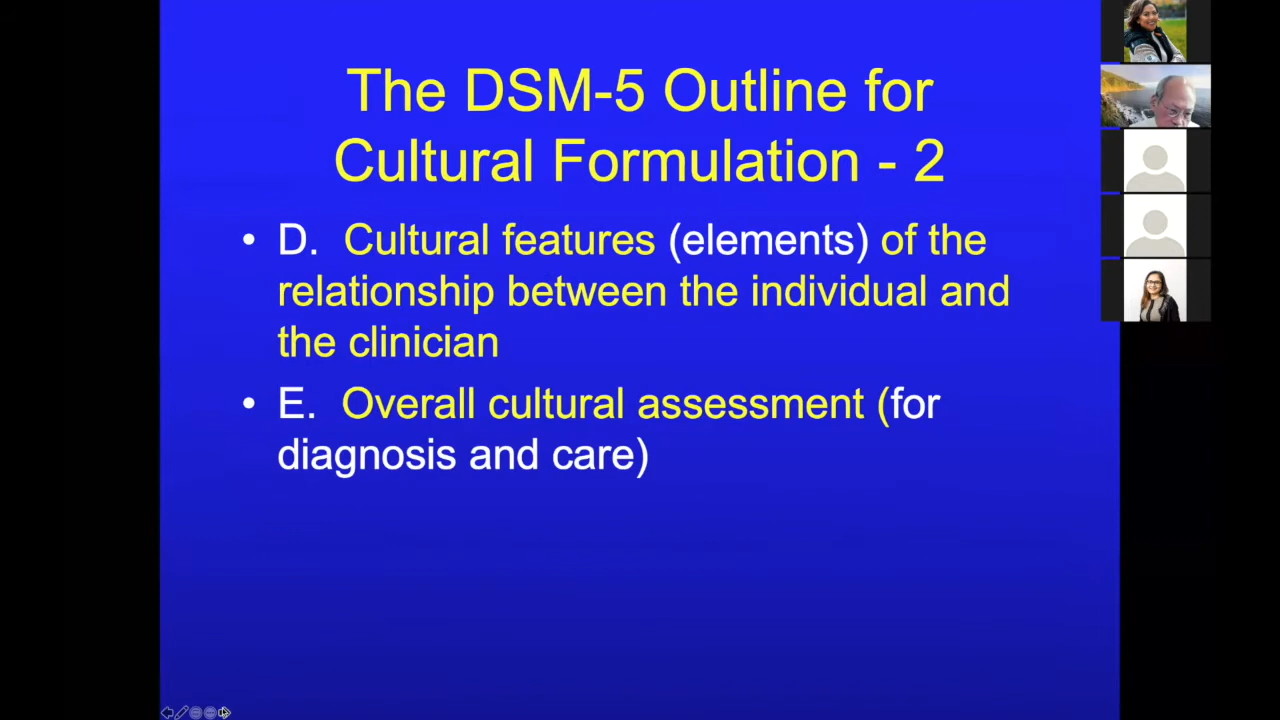 The DSM-5 Outline for
Cultural Formulation - 2
• D. Cultural features (elements) of the
relationship between the individual and
the clinician
• E. Overall cultural assessment (for
diagnosis and care)